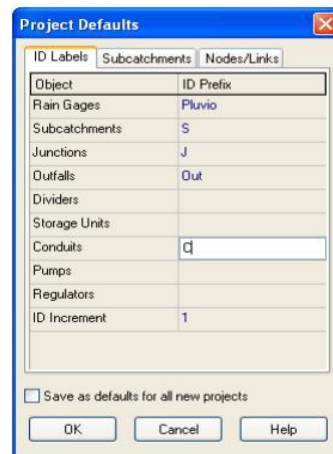 Project Defaults
ID Labels Subcatchments Nodes/Links
Object ID Prefix
Rain Gages Pluvio
Subcatchments S
Junctions J
Outfalls Out
Dividers
Storage Units
Conduits C
Pumps
Regulators
ID Increment 1
Save as defaults for all new projects
OK Cancel Help